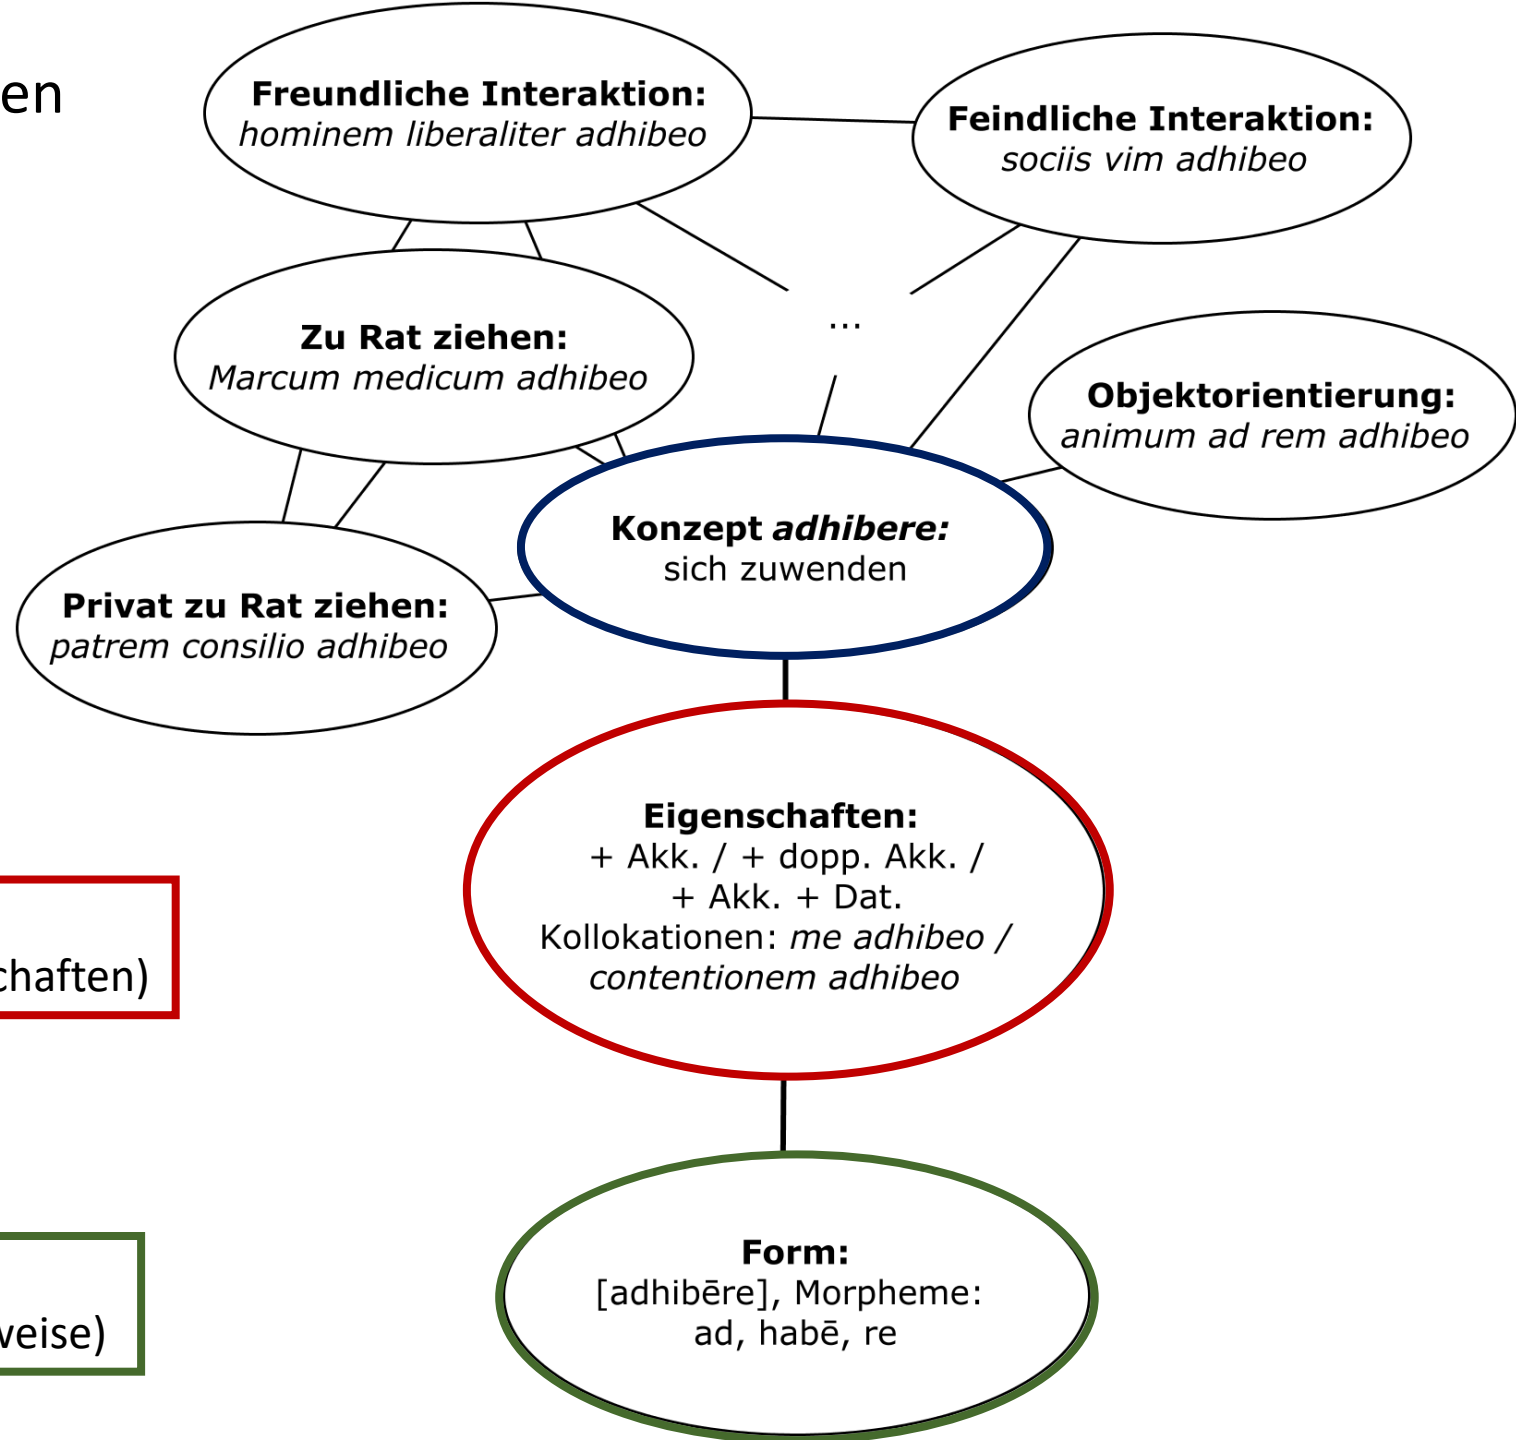 en
Freundliche Interaktion:
hominem liberaliter adhibeo
Feindliche Interaktion:
sociis vim adhibeo
...
Zu Rat ziehen:
Marcum medicum adhibeo
Objektorientierung:
animum ad rem adhibeo
Konzept adhibere:
sich zuwenden
Privat zu Rat ziehen:
patrem consilio adhibeo
Eigenschaften:
+ Akk. / + dopp. Akk. /
+ Akk. + Dat.
Kollokationen: me adhibeo /
contentionem adhibeo
chaften)
Form:
[adhibēre], Morpheme:
ad, habē, re
weise)